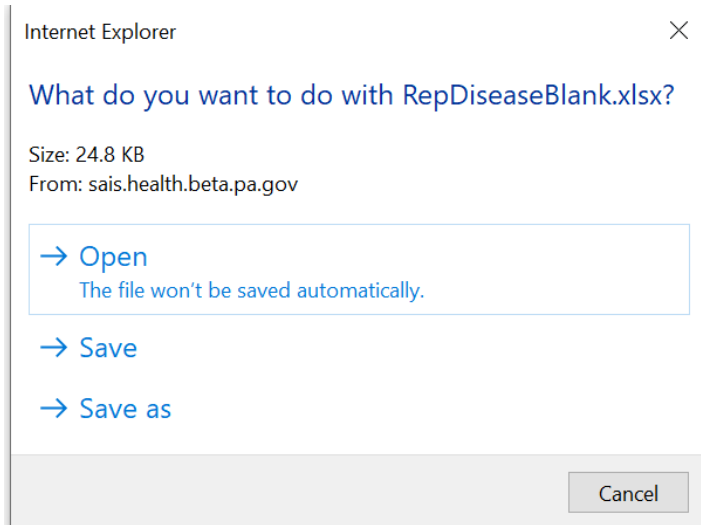 Internet Explorer
What do you want to do with RepDiseaseBlank.xlsx?
Size: 24.8 KB
From: sais.health.beta.pa.gov
→ Open
The file won't be saved automatically.
→ Save
→ Save as
Cancel